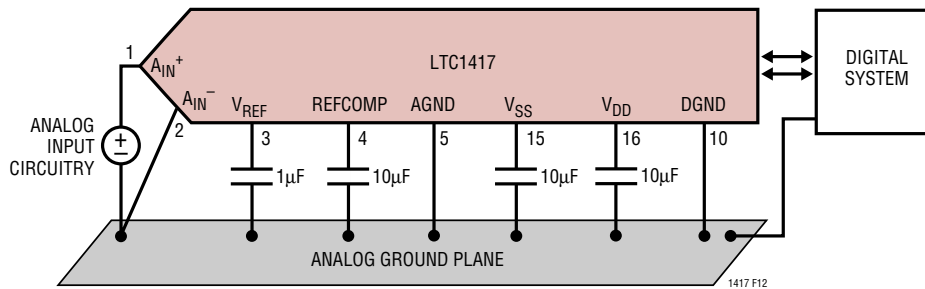 1
A_IN^+
LTC1417
DIGITAL
SYSTEM
A_IN^-
2
V_REF
REFCOMP
AGND
V_SS
V_DD
DGND
3
4
5
15
16
10
ANALOG
INPUT
CIRCUITRY
+
−
1µF
10µF
10µF
10µF
ANALOG GROUND PLANE
1417 F12